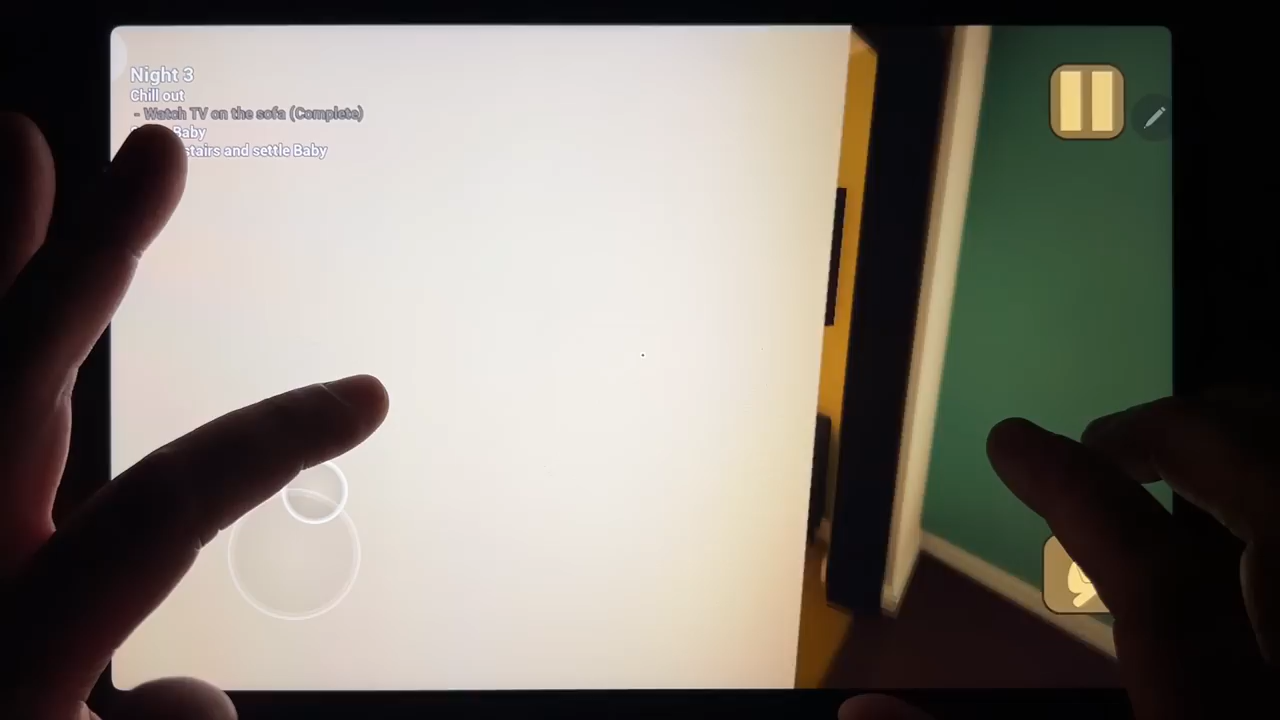 Night 3
Chill out
- Watch TV on the sofa (Complete)
Baby
stairs and settle Baby